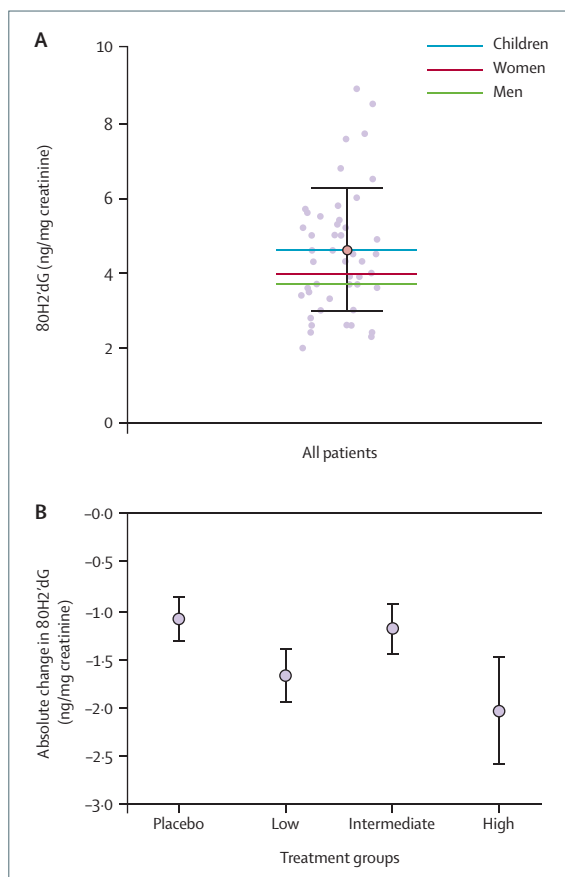 A
10
8
6
4
2
0
80H2'dG (ng/mg creatinine)
Children
Women
Men
All patients
B
–0·0
–0·5
–1·0
–1·5
–2·0
–2·5
–3·0
Absolute change in 80H2'dG
(ng/mg creatinine)
Placebo Low Intermediate High
Treatment groups